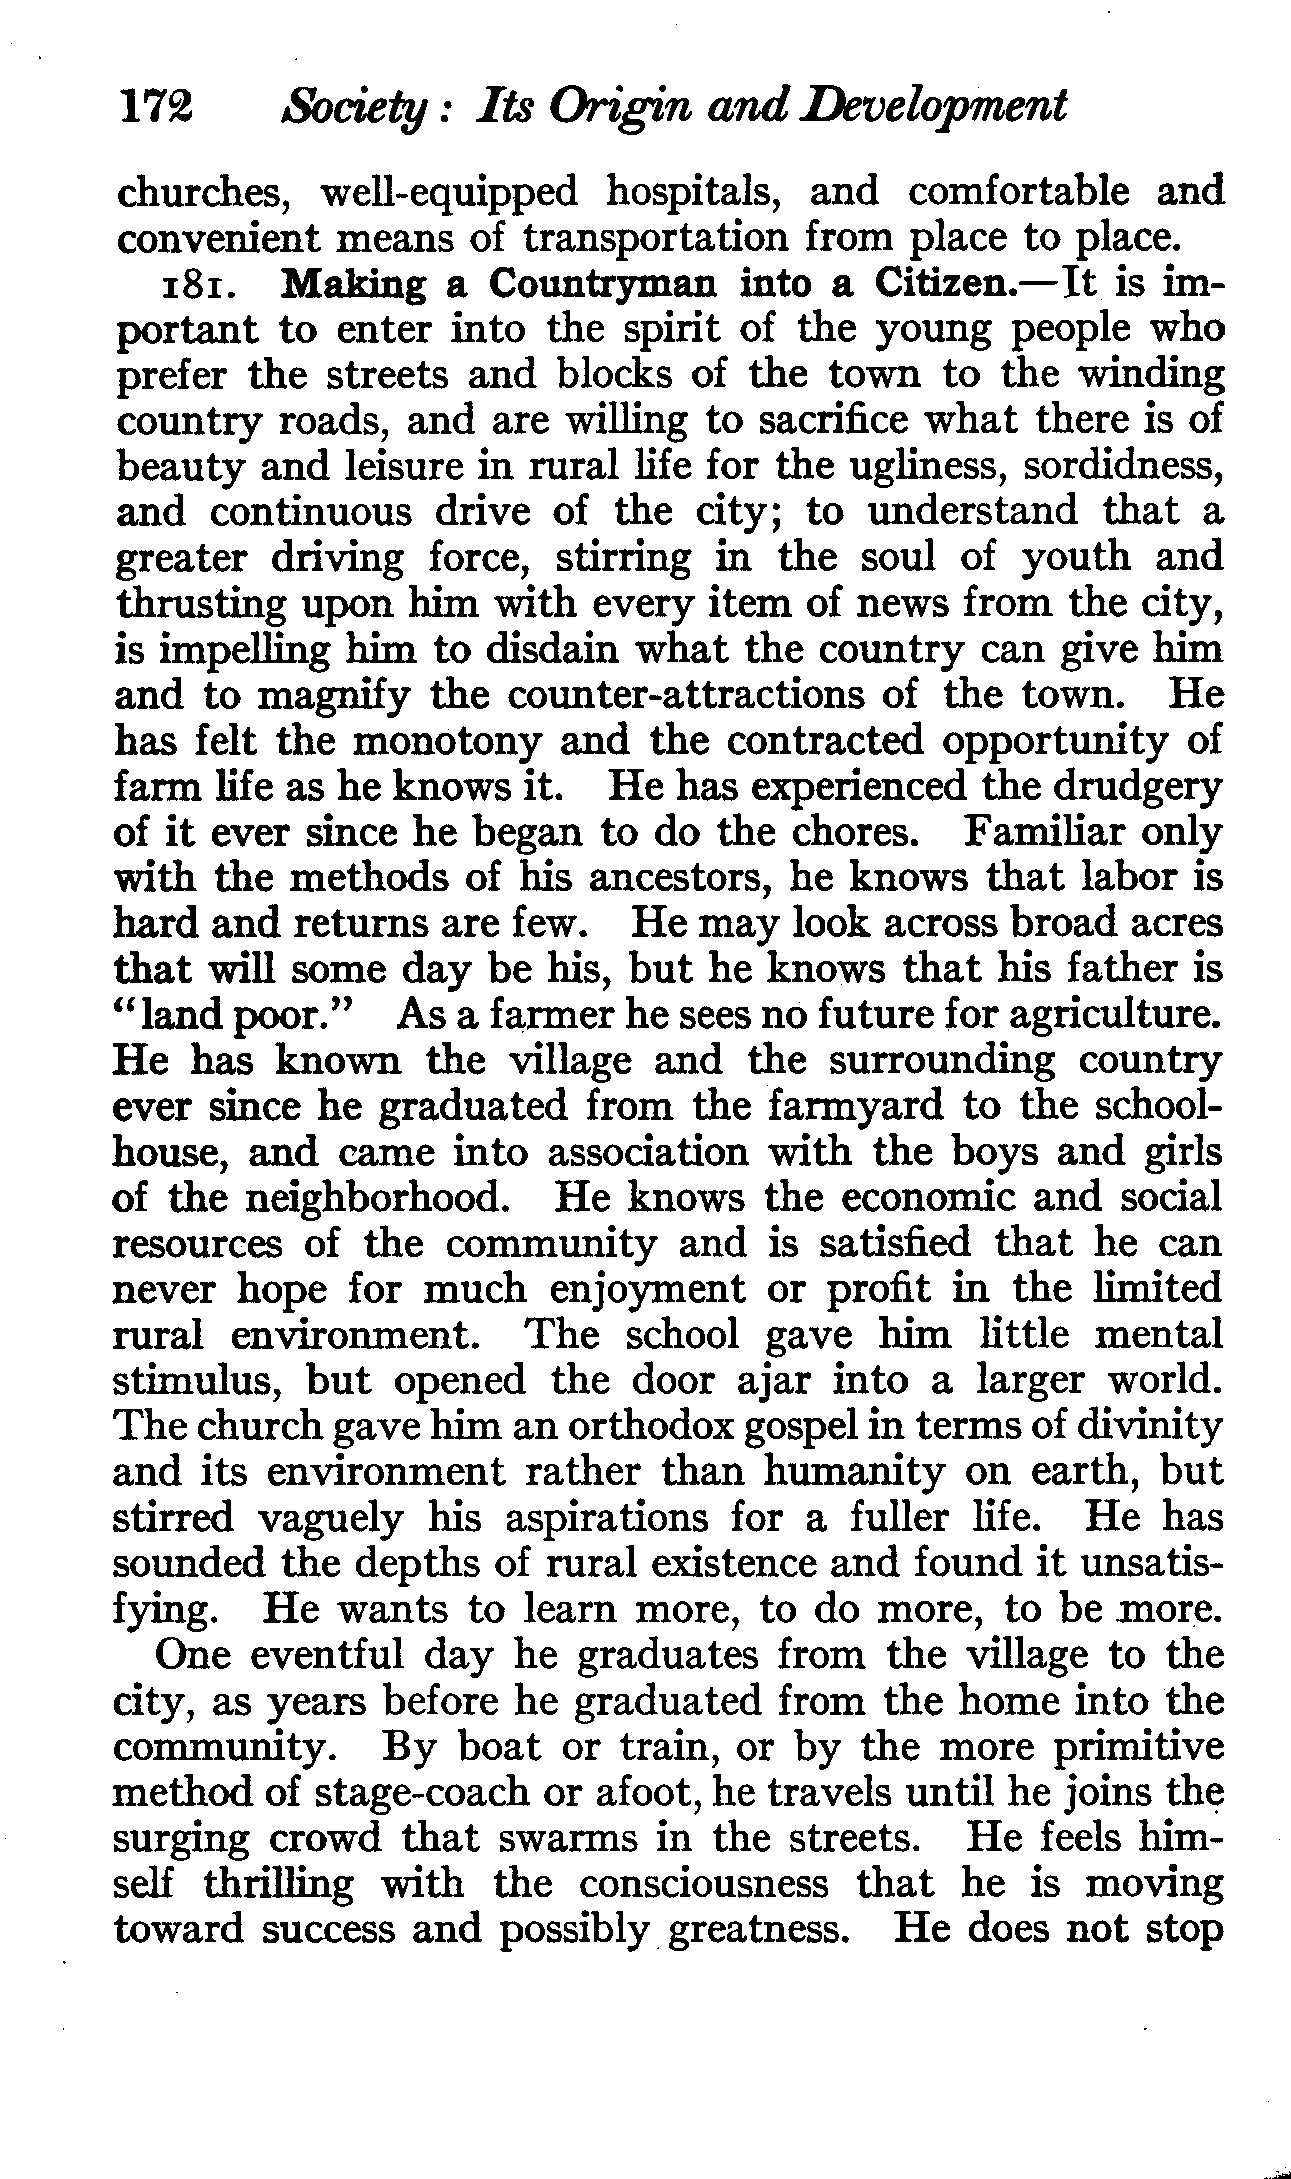 172 Society: Its Origin and Development
churches, well-equipped hospitals, and comfortable and
convenient means of transportation from place to place.
181. Making a Countryman into a Citizen.—It is im-
portant to enter into the spirit of the young people who
prefer the streets and blocks of the town to the winding
country roads, and are willing to sacrifice what there is of
beauty and leisure in rural life for the ugliness, sordidness,
and continuous drive of the city; to understand that a
greater driving force, stirring in the soul of youth and
thrusting upon him with every item of news from the city,
is impelling him to disdain what the country can give him
and to magnify the counter-attractions of the town. He
has felt the monotony and the contracted opportunity of
farm life as he knows it. He has experienced the drudgery
of it ever since he began to do the chores. Familiar only
with the methods of his ancestors, he knows that labor is
hard and returns are few. He may look across broad acres
that will some day be his, but he knows that his father is
“land poor.” As a farmer he sees no future for agriculture.
He has known the village and the surrounding country
ever since he graduated from the farmyard to the school-
house, and came into association with the boys and girls
of the neighborhood. He knows the economic and social
resources of the community and is satisfied that he can
never hope for much enjoyment or profit in the limited
rural environment. The school gave him little mental
stimulus, but opened the door ajar into a larger world.
The church gave him an orthodox gospel in terms of divinity
and its environment rather than humanity on earth, but
stirred vaguely his aspirations for a fuller life. He has
sounded the depths of rural existence and found it unsatis-
fying. He wants to learn more, to do more, to be more.
One eventful day he graduates from the village to the
city, as years before he graduated from the home into the
community. By boat or train, or by the more primitive
method of stage-coach or afoot, he travels until he joins the
surging crowd that swarms in the streets. He feels him-
self thrilling with the consciousness that he is moving
toward success and possibly greatness. He does not stop